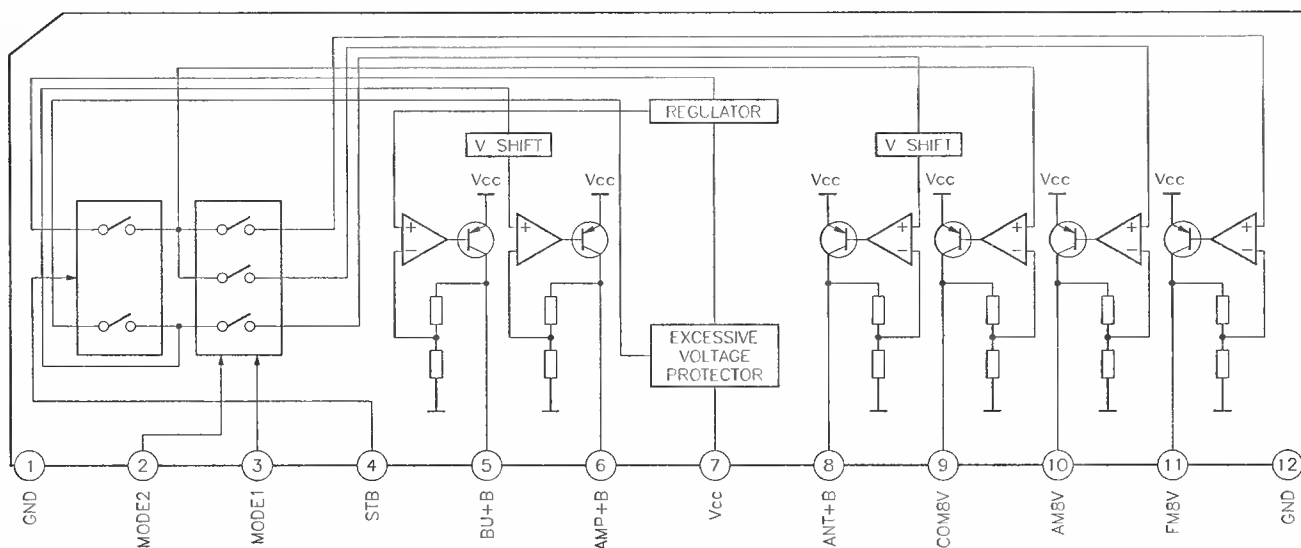 REGULATOR
V SHIFT
V SHIFT
Vcc
Vcc
Vcc
Vcc
Vcc
Vcc
+
−
+
+
−
+
−
+
−
+
−
EXCESSIVE
VOLTAGE
PROTECTOR
1
2
3
4
5
6
7
8
9
10
11
12
GND
MODE2
MODE1
STB
BU+B
AMP+B
Vcc
ANT+B
COM8V
AM8V
FM8V
GND